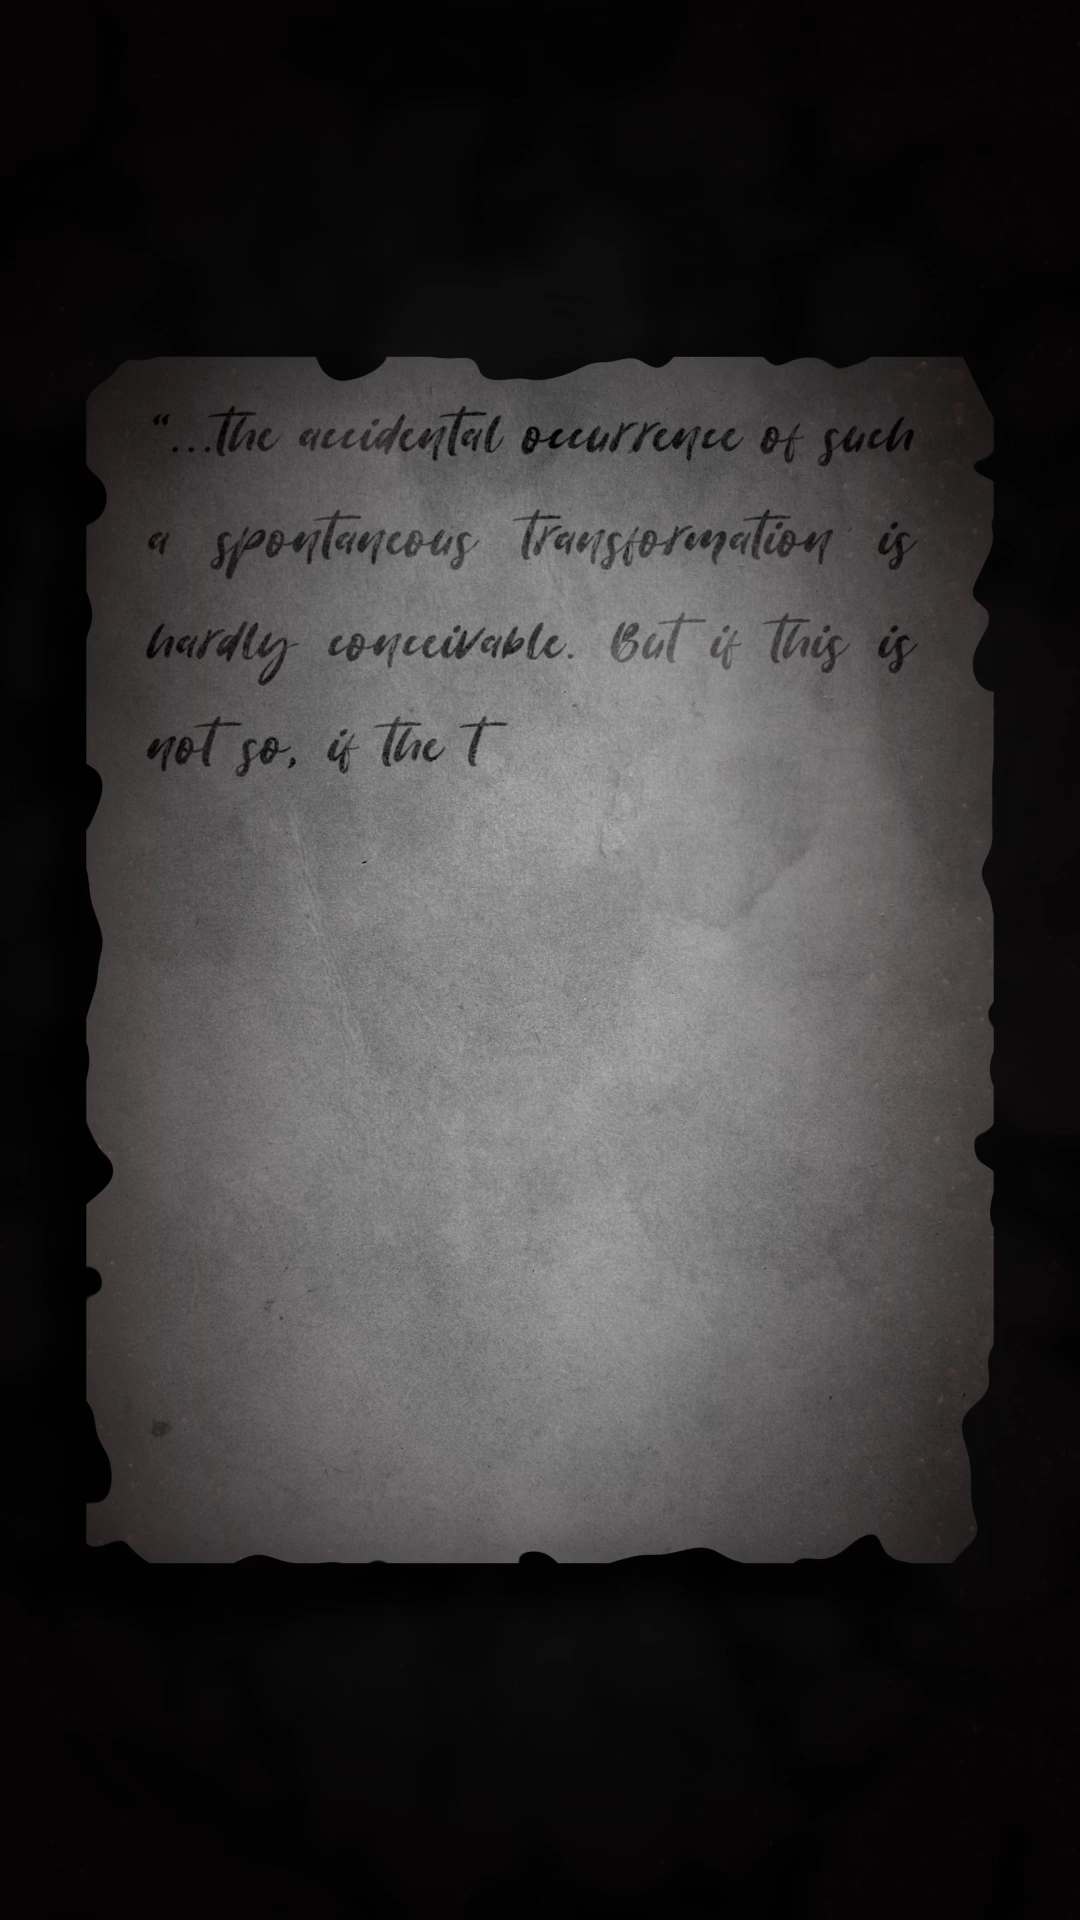 “...the accidental occurrence of such
a spontaneous transformation is
hardly conceivable. But if this is
not so, if the t